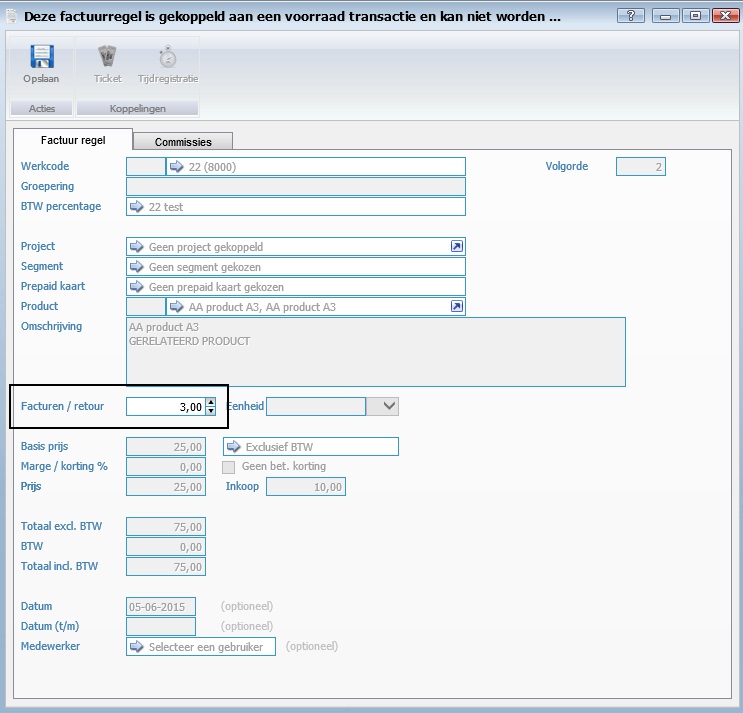 Deze factuurregel is gekoppeld aan een voorraad transactie en kan niet worden ...
?
Opslaan Ticket Tijdregistratie
Acties Koppelingen
Factuur regel Commissies
Werkcode 22 (8000) Volgorde 2
Groepering
BTW percentage 22 test
Project Geen project gekoppeld
Segment Geen segment gekozen
Prepaid kaart Geen prepaid kaart gekozen
Product AA product A3, AA product A3
Omschrijving AA product A3
GERELATEERD PRODUCT
Facturen / retour 3,00 Eenheid
Basis prijs 25,00 Exclusief BTW
Marge / korting % 0,00 Geen bet. korting
Prijs 25,00 Inkoop 10,00
Totaal excl. BTW 75,00
BTW 0,00
Totaal incl. BTW 75,00
Datum 05-06-2015 (optioneel)
Datum (t/m) (optioneel)
Medewerker Selecteer een gebruiker (optioneel)